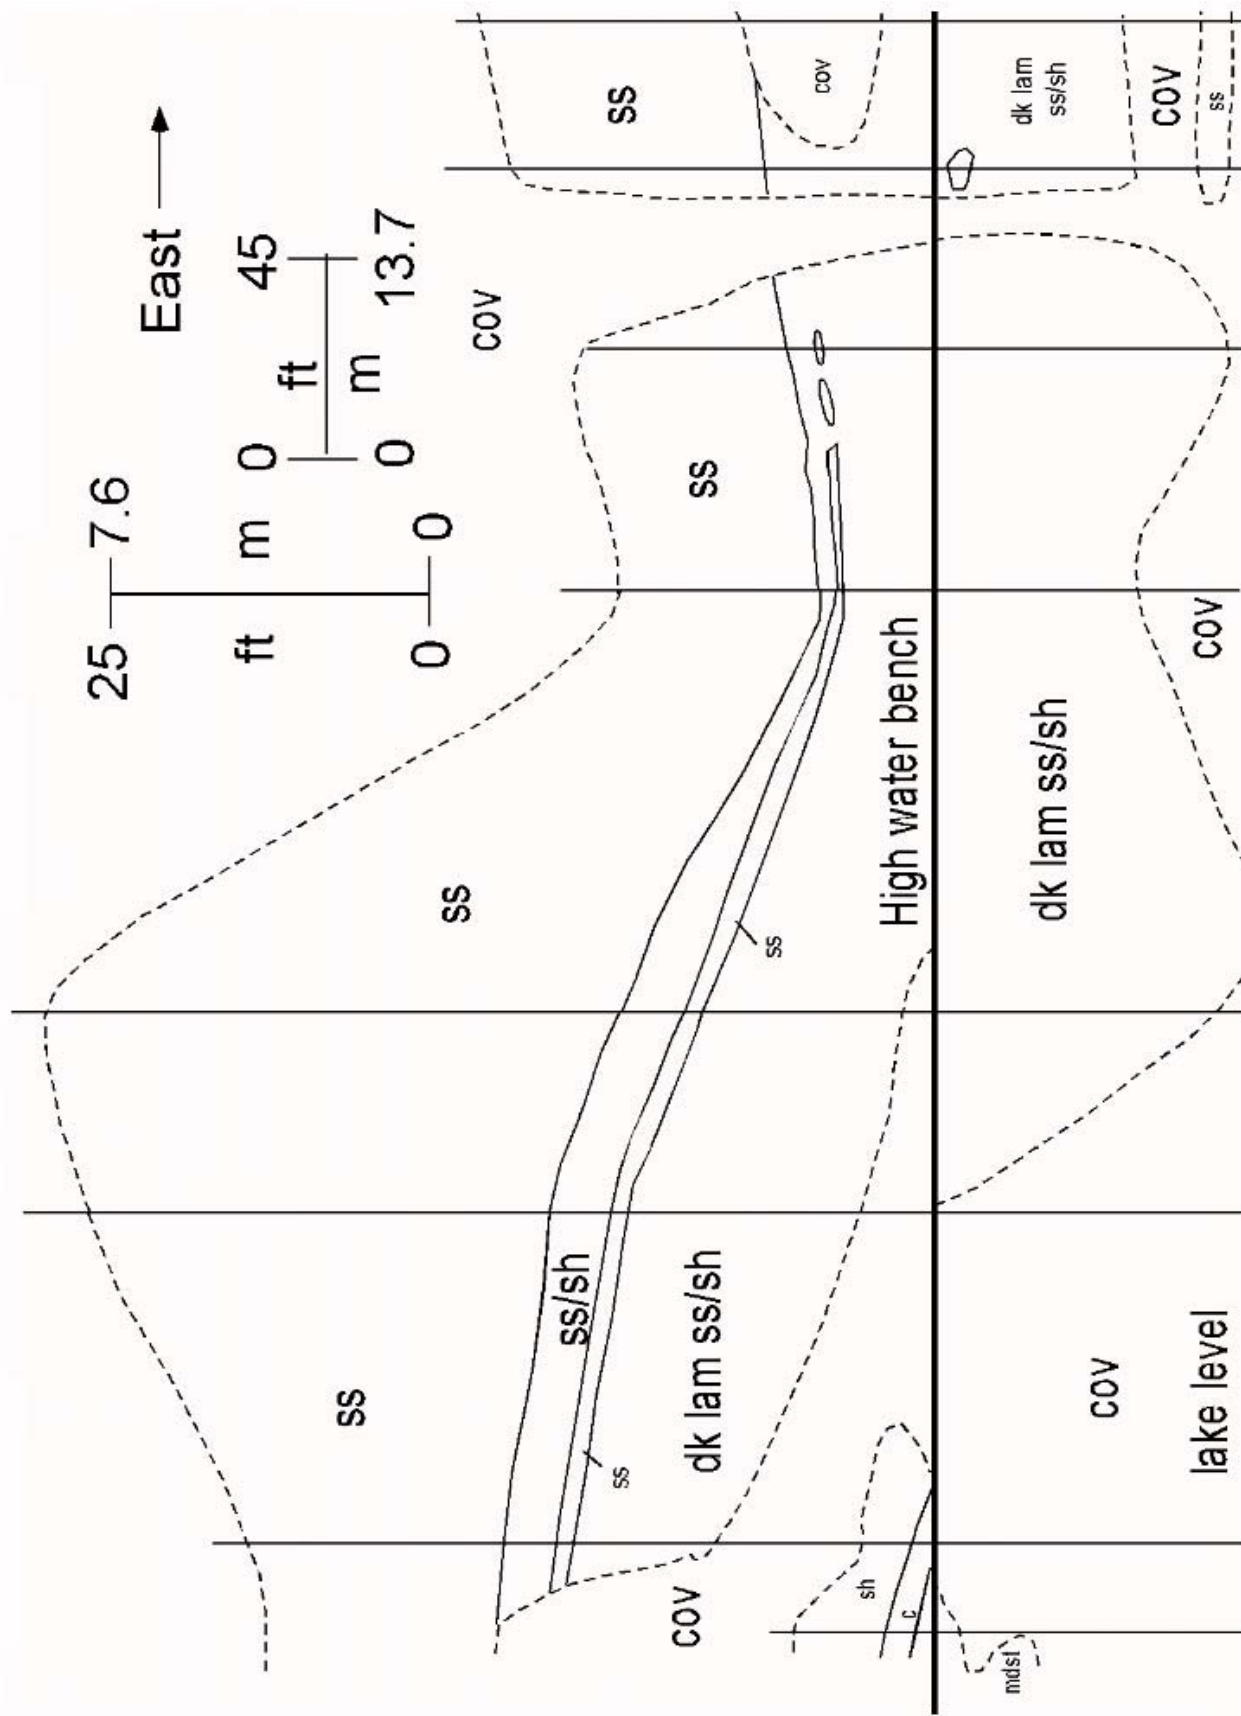 East
25
7.6
ft
m
0
0
0
45
ft
m
0
13.7
cov
ss
cov
dk lam
ss/sh
cov
ss
ss
ss
ss
High water bench
ss
dk lam ss/sh
cov
ss/sh
ss
dk lam ss/sh
cov
sh
c
mdst
cov
lake level